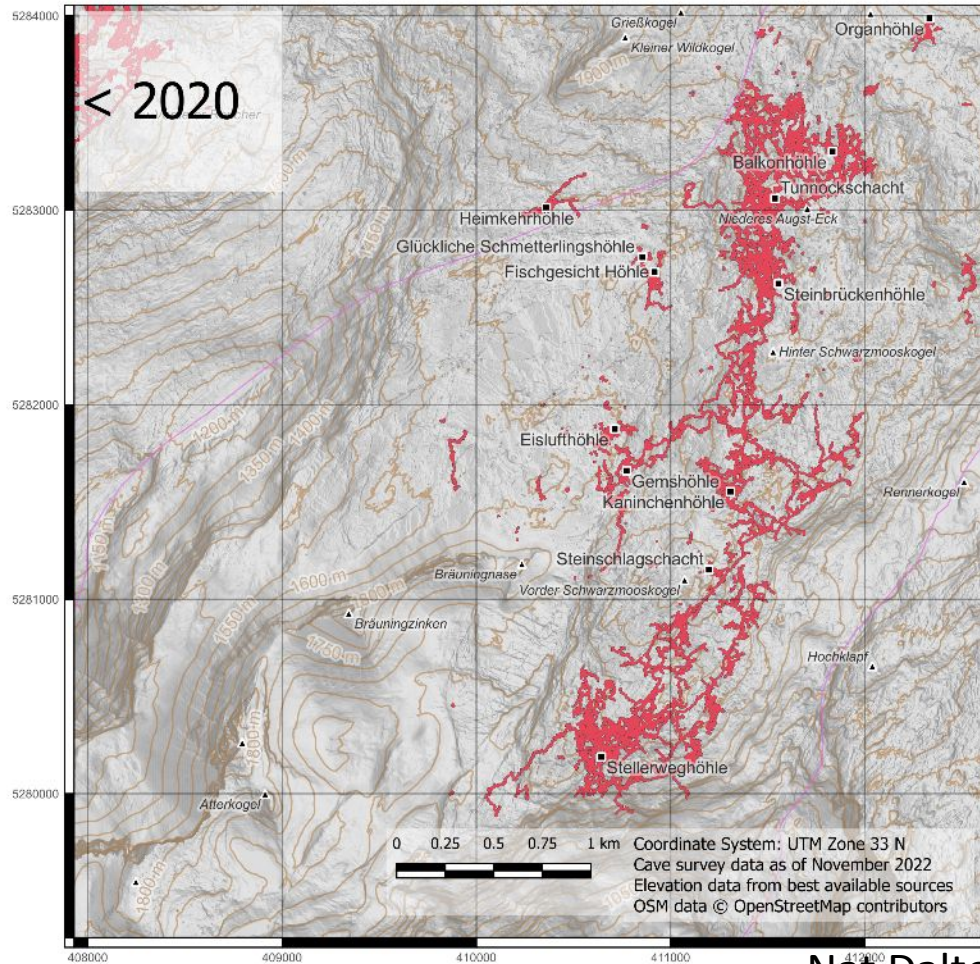 5284000
5283000
5282000
5281000
5280000
< 2020
Grießkogel
Kleiner Wildkogel
Organhöhle
Balkonhöhle
Tunnockschacht
Niederes Augst-Eck
Heimkehrhöhle
Glückliche Schmetterlingshöhle
Fischgesicht Höhle
Steinbrückenhöhle
Hinter Schwarzmooskogel
Eislufthöhle
Gemshöhle
Kaninchenhöhle
Rennerkogel
Steinschlagschacht
Bräuningnase
Vorder Schwarzmooskogel
Bräuningzinken
Hochklapf
Stellerweghöhle
Atterkogel
1600 m
1800 m
1750 m
1800-m
1800 m
1200 m
1350 m
1400 m
1300 m
0 0.25 0.5 0.75 1 km
Coordinate System: UTM Zone 33 N
Cave survey data as of November 2022
Elevation data from best available sources
OSM data © OpenStreetMap contributors
408000 409000 410000 411000 412000